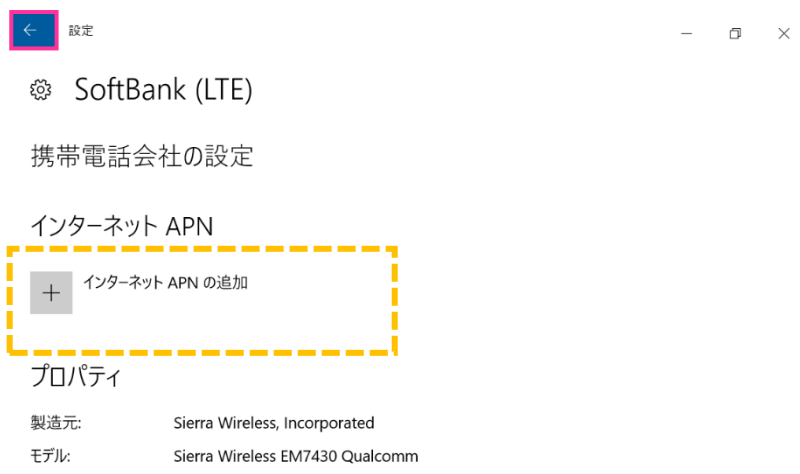 設定
SoftBank (LTE)
携帯電話会社の設定
インターネット APN
インターネット APN の追加
プロパティ
製造元: Sierra Wireless, Incorporated
モデル: Sierra Wireless EM7430 Qualcomm